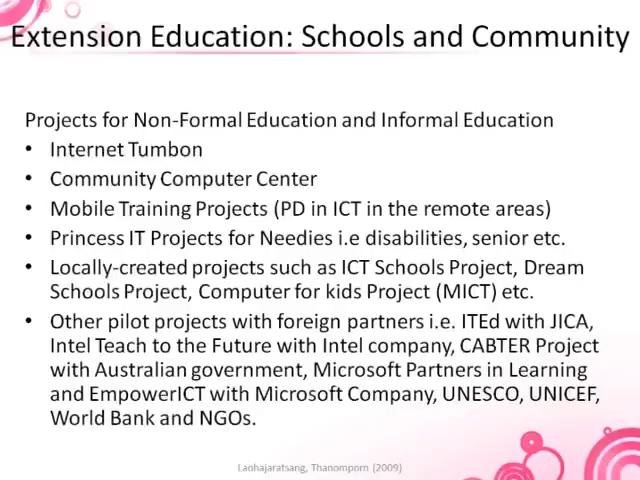 Extension Education: Schools and Community
Projects for Non-Formal Education and Informal Education
• Internet Tumbon
• Community Computer Center
• Mobile Training Projects (PD in ICT in the remote areas)
• Princess IT Projects for Needies i.e disabilities, senior etc.
• Locally-created projects such as ICT Schools Project, Dream
Schools Project, Computer for kids Project (MICT) etc.
• Other pilot projects with foreign partners i.e. ITEd with JICA,
Intel Teach to the Future with Intel company, CABTER Project
with Australian government, Microsoft Partners in Learning
and EmpowerICT with Microsoft Company, UNESCO, UNICEF,
World Bank and NGOs.
Laohajaratsang, Thanomporn (2009)